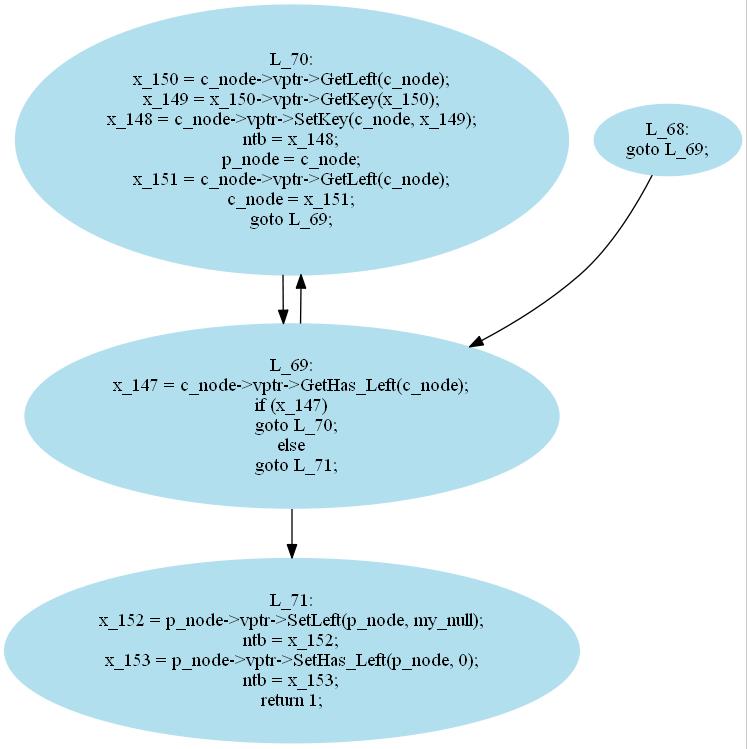 L_70:
x_150 = c_node->vptr->GetLeft(c_node);
x_149 = x_150->vptr->GetKey(x_150);
x_148 = c_node->vptr->SetKey(c_node, x_149);
ntb = x_148;
p_node = c_node;
x_151 = c_node->vptr->GetLeft(c_node);
c_node = x_151;
goto L_69;
L_68:
goto L_69;
L_69:
x_147 = c_node->vptr->GetHas_Left(c_node);
if (x_147)
goto L_70;
else
goto L_71;
L_71:
x_152 = p_node->vptr->SetLeft(p_node, my_null);
ntb = x_152;
x_153 = p_node->vptr->SetHas_Left(p_node, 0);
ntb = x_153;
return 1;